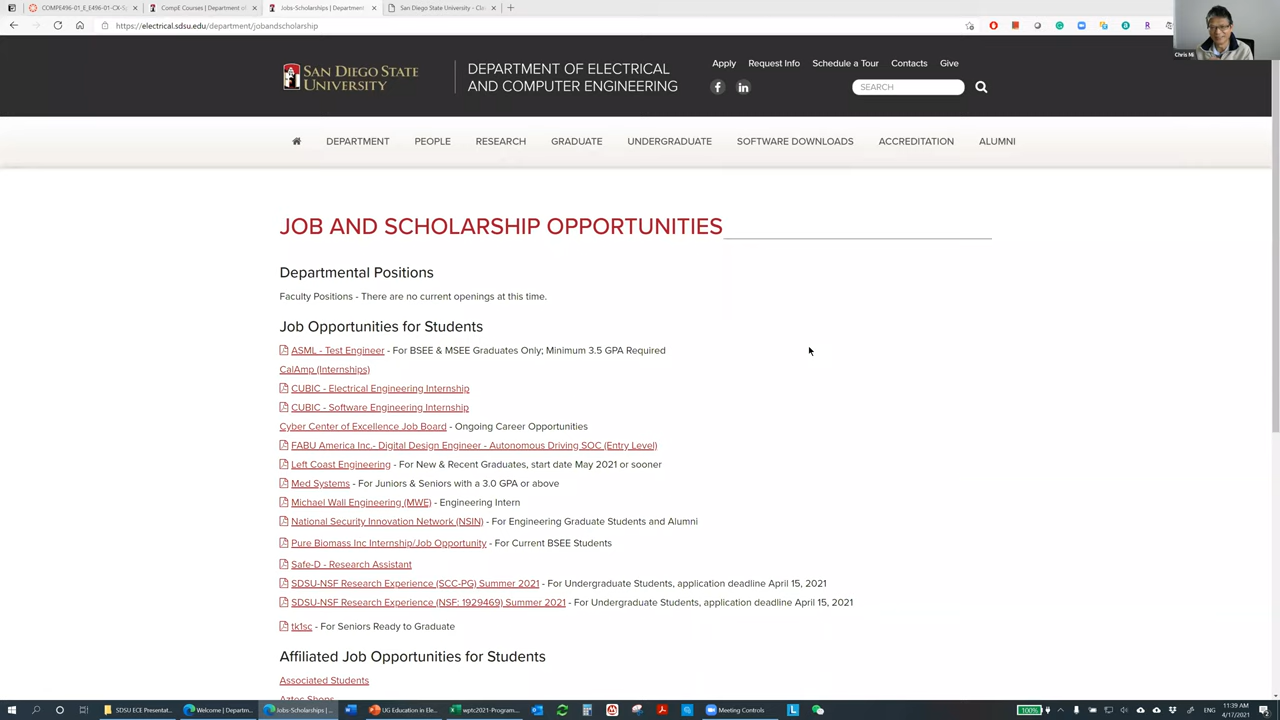 COMPE496-01_E_E496-01-CX-Sp
CompE Courses | Department of
Jobs-Scholarships | Department
San Diego State University - Cla
https://electrical.sdsu.edu/department/jobandscholarship
Chris Mi
SAN DIEGO STATE
UNIVERSITY
DEPARTMENT OF ELECTRICAL
AND COMPUTER ENGINEERING
Apply Request Info Schedule a Tour Contacts Give
SEARCH
DEPARTMENT PEOPLE RESEARCH GRADUATE UNDERGRADUATE SOFTWARE DOWNLOADS ACCREDITATION ALUMNI
JOB AND SCHOLARSHIP OPPORTUNITIES
Departmental Positions
Faculty Positions - There are no current openings at this time.
Job Opportunities for Students
ASML - Test Engineer - For BSEE & MSEE Graduates Only; Minimum 3.5 GPA Required
CalAmp (Internships)
CUBIC - Electrical Engineering Internship
CUBIC - Software Engineering Internship
Cyber Center of Excellence Job Board - Ongoing Career Opportunities
FABU America Inc.- Digital Design Engineer - Autonomous Driving SOC (Entry Level)
Left Coast Engineering - For New & Recent Graduates, start date May 2021 or sooner
Med Systems - For Juniors & Seniors with a 3.0 GPA or above
Michael Wall Engineering (MWE) - Engineering Intern
National Security Innovation Network (NSIN) - For Engineering Graduate Students and Alumni
Pure Biomass Inc Internship/Job Opportunity - For Current BSEE Students
Safe-D - Research Assistant
SDSU-NSF Research Experience (SCC-PG) Summer 2021 - For Undergraduate Students, application deadline April 15, 2021
SDSU-NSF Research Experience (NSF: 1929469) Summer 2021 - For Undergraduate Students, application deadline April 15, 2021
tk1sc - For Seniors Ready to Graduate
Affiliated Job Opportunities for Students
Associated Students
Aztec Shops
SDSU ECE Presentat...
Welcome | Departm...
Jobs-Scholarships | ...
UG Education in Ele...
wptc2021-Program...
Meeting Controls
100%
ENG
11:39 AM
4/17/2021